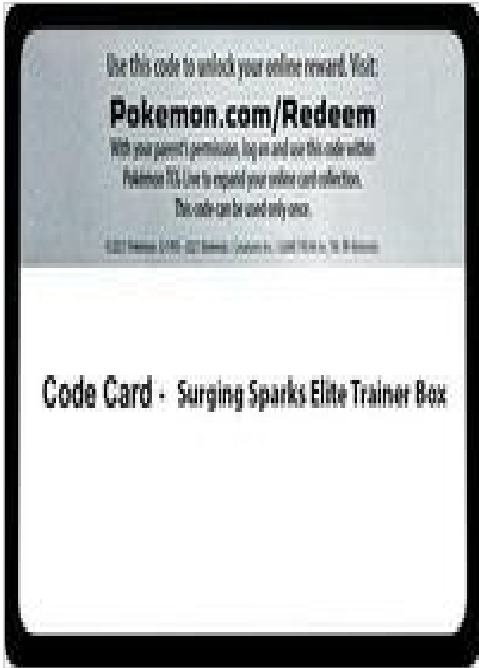 Use this code to unlock your online reward. Visit:
Pokemon.com/Redeem
With your parent's permission, log on and use this code within
Pokémon TCG Live to expand your online card collection.
This code can be used only once.
Code Card - Surging Sparks Elite Trainer Box